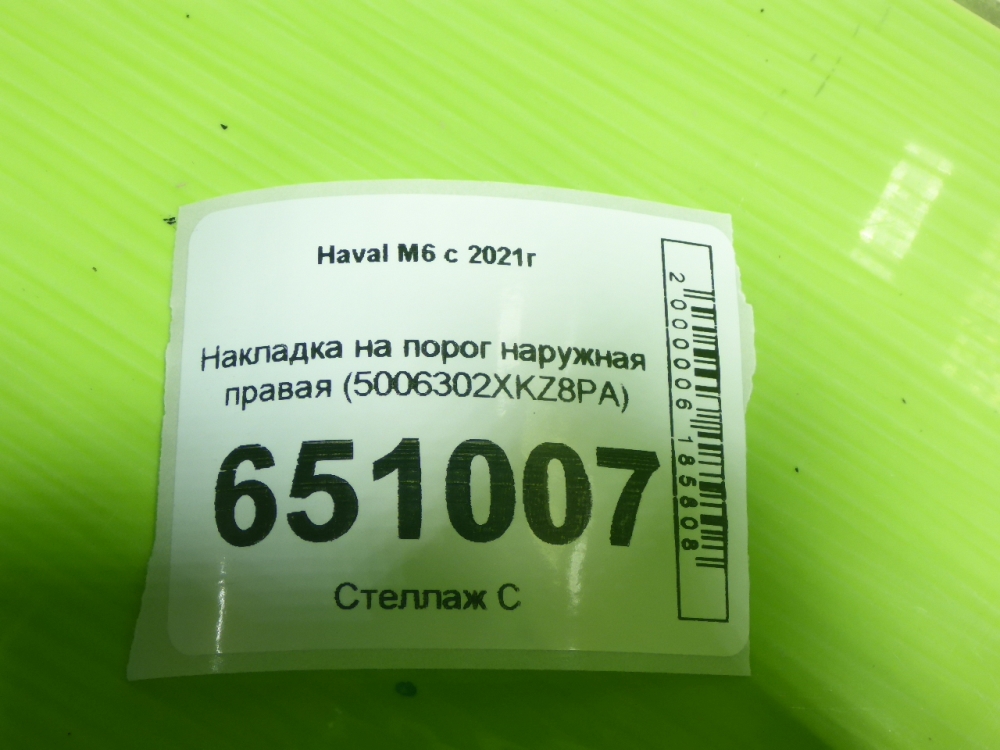 Haval M6 с 2021г
Накладка на порог наружная
правая (5006302XKZ8PA)
651007
Стеллаж С
2000006185808